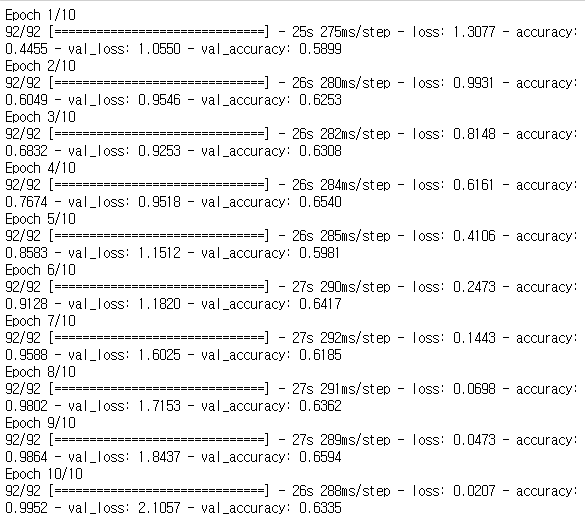 Epoch 1/10
92/92 [==============================] - 25s 275ms/step - loss: 1.3077 - accuracy:
0.4455 - val_loss: 1.0550 - val_accuracy: 0.5899
Epoch 2/10
92/92 [==============================] - 26s 280ms/step - loss: 0.9931 - accuracy:
0.6049 - val_loss: 0.9546 - val_accuracy: 0.6253
Epoch 3/10
92/92 [==============================] - 26s 282ms/step - loss: 0.8148 - accuracy:
0.6832 - val_loss: 0.9253 - val_accuracy: 0.6308
Epoch 4/10
92/92 [==============================] - 26s 284ms/step - loss: 0.6161 - accuracy:
0.7674 - val_loss: 0.9518 - val_accuracy: 0.6540
Epoch 5/10
92/92 [==============================] - 26s 285ms/step - loss: 0.4106 - accuracy:
0.8583 - val_loss: 1.1512 - val_accuracy: 0.5981
Epoch 6/10
92/92 [==============================] - 27s 290ms/step - loss: 0.2473 - accuracy:
0.9128 - val_loss: 1.1820 - val_accuracy: 0.6417
Epoch 7/10
92/92 [==============================] - 27s 292ms/step - loss: 0.1443 - accuracy:
0.9588 - val_loss: 1.6025 - val_accuracy: 0.6185
Epoch 8/10
92/92 [==============================] - 27s 291ms/step - loss: 0.0698 - accuracy:
0.9802 - val_loss: 1.7153 - val_accuracy: 0.6362
Epoch 9/10
92/92 [==============================] - 27s 289ms/step - loss: 0.0473 - accuracy:
0.9864 - val_loss: 1.8437 - val_accuracy: 0.6594
Epoch 10/10
92/92 [==============================] - 26s 288ms/step - loss: 0.0207 - accuracy:
0.9952 - val_loss: 2.1057 - val_accuracy: 0.6335